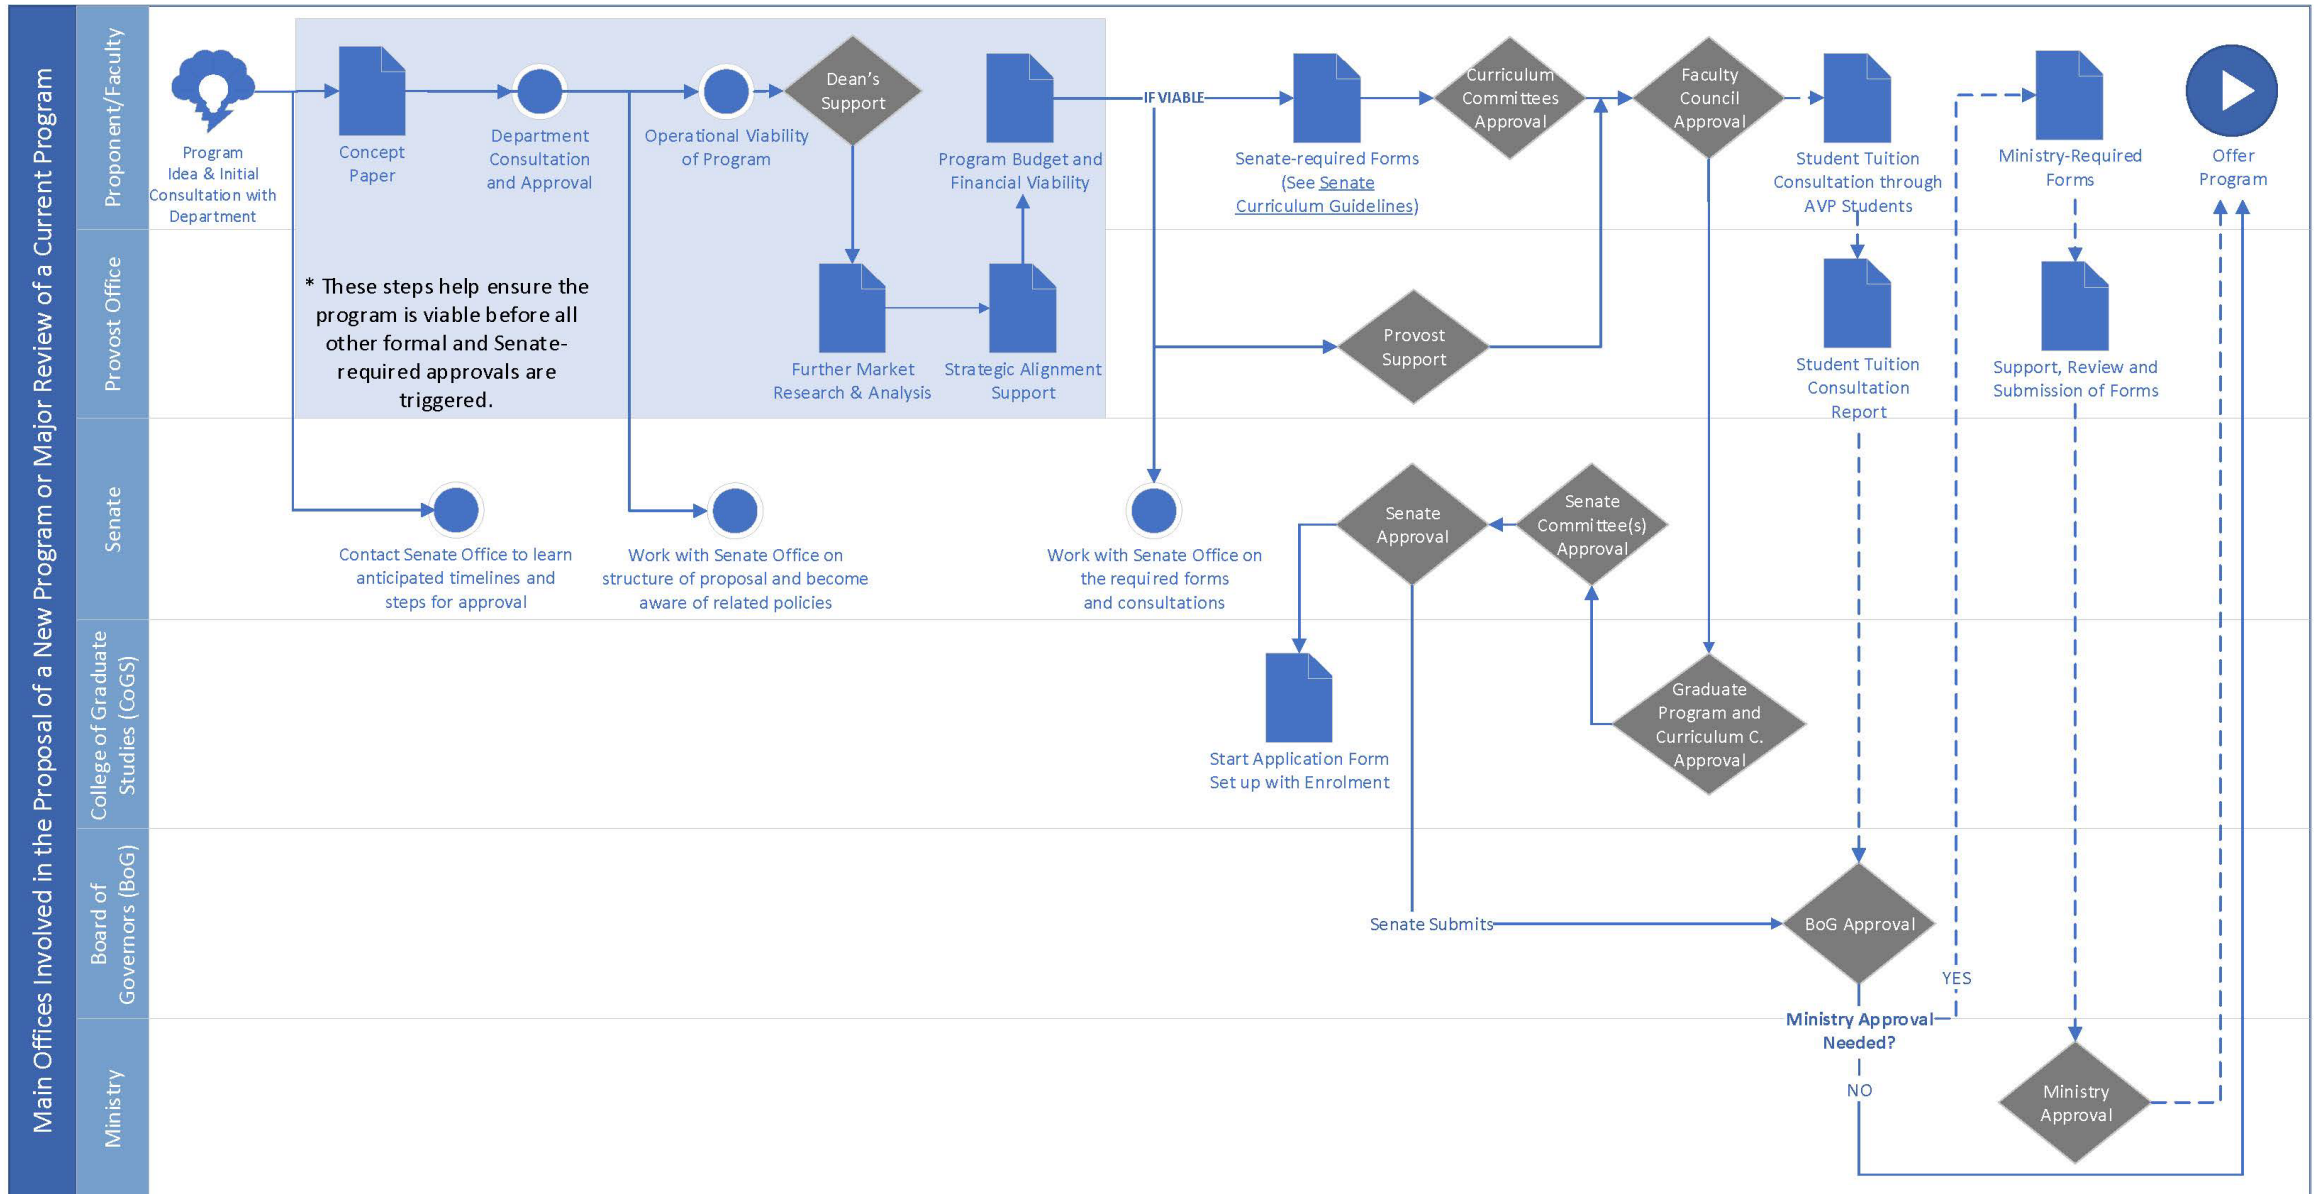 Main Offices Involved in the Proposal of a New Program or Major Review of a Current Program
Proponent/Faculty
Program
Idea & Initial
Consultation with
Department
Concept
Paper
Department
Consultation
and Approval
Operational Viability
of Program
Dean's
Support
Program Budget and
Financial Viability
IF VIABLE
Senate-required Forms
(See Senate
Curriculum Guidelines)
Curriculum
Committees
Approval
Faculty
Council
Approval
Student Tuition
Consultation through
AVP Students
Ministry-Required
Forms
Offer
Program
Provost Office
* These steps help ensure the
program is viable before all
other formal and Senate-
required approvals are
triggered.
Further Market
Research & Analysis
Strategic Alignment
Support
Provost
Support
Student Tuition
Consultation
Report
Support, Review and
Submission of Forms
Senate
Contact Senate Office to learn
anticipated timelines and
steps for approval
Work with Senate Office on
structure of proposal and become
aware of related policies
Work with Senate Office on
the required forms
and consultations
Senate
Approval
Senate
Committee(s)
Approval
College of Graduate
Studies (CoGS)
Start Application Form
Set up with Enrolment
Graduate
Program and
Curriculum C.
Approval
Board of
Governors (BoG)
Senate Submits
BoG Approval
YES
Ministry Approval
Needed?
Ministry
NO
Ministry
Approval